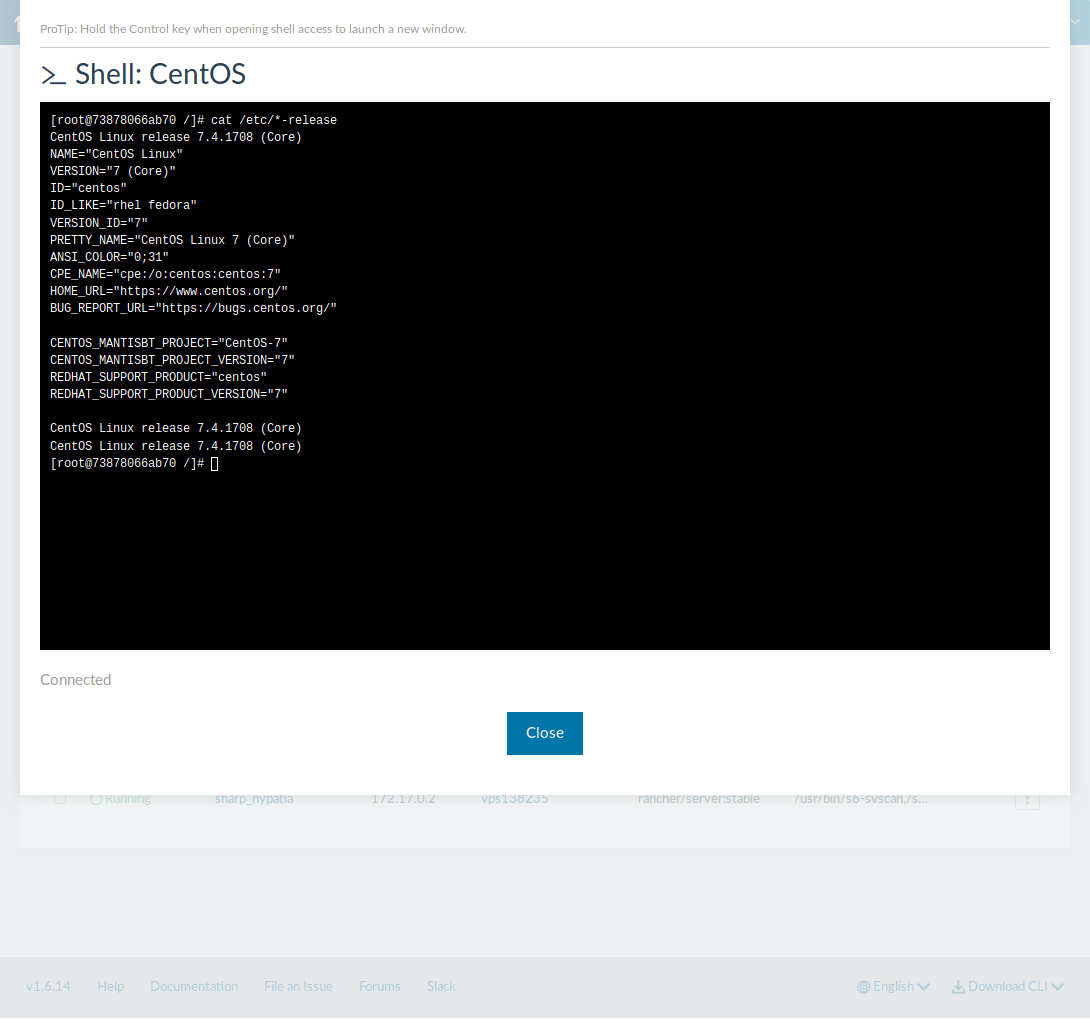 ProTip: Hold the Control key when opening shell access to launch a new window.
>_ Shell: CentOS
[root@73878066ab70 /]# cat /etc/*-release
CentOS Linux release 7.4.1708 (Core)
NAME="CentOS Linux"
VERSION="7 (Core)"
ID="centos"
ID_LIKE="rhel fedora"
VERSION_ID="7"
PRETTY_NAME="CentOS Linux 7 (Core)"
ANSI_COLOR="0;31"
CPE_NAME="cpe:/o:centos:centos:7"
HOME_URL="https://www.centos.org/"
BUG_REPORT_URL="https://bugs.centos.org/"
CENTOS_MANTISBT_PROJECT="CentOS-7"
CENTOS_MANTISBT_PROJECT_VERSION="7"
REDHAT_SUPPORT_PRODUCT="centos"
REDHAT_SUPPORT_PRODUCT_VERSION="7"
CentOS Linux release 7.4.1708 (Core)
CentOS Linux release 7.4.1708 (Core)
[root@73878066ab70 /]#
Connected
Close
Running sharp_hypatia 172.17.0.2 vps138235 rancher/server:stable /usr/bin/s6-svscan,/s...
v1.6.14 Help Documentation File an Issue Forums Slack English Download CLI